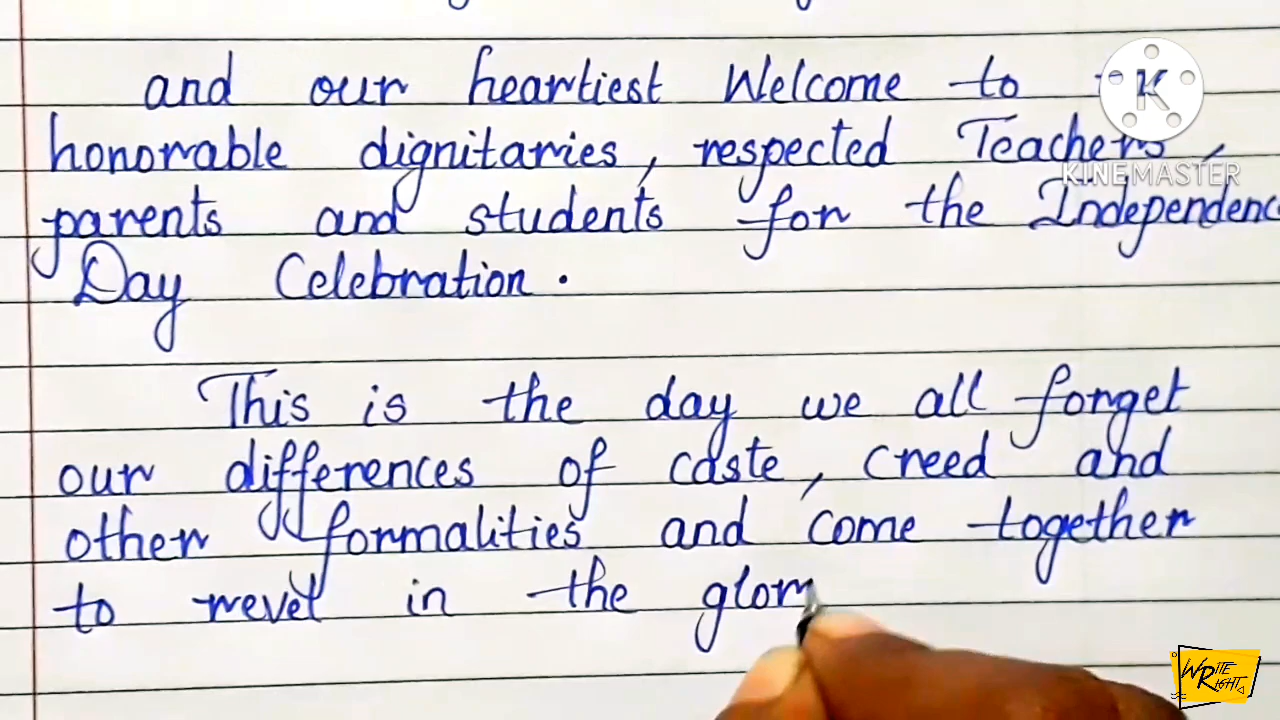 and our heartiest Welcome to
honorable dignitaries, respected Teachers,
parents and students for the Independenc
Day Celebration.
This is the day we all forget
our differences of caste, creed and
other formalities and come together
to revel in the glor
K
KINEMASTER
WRITE
RIGHT